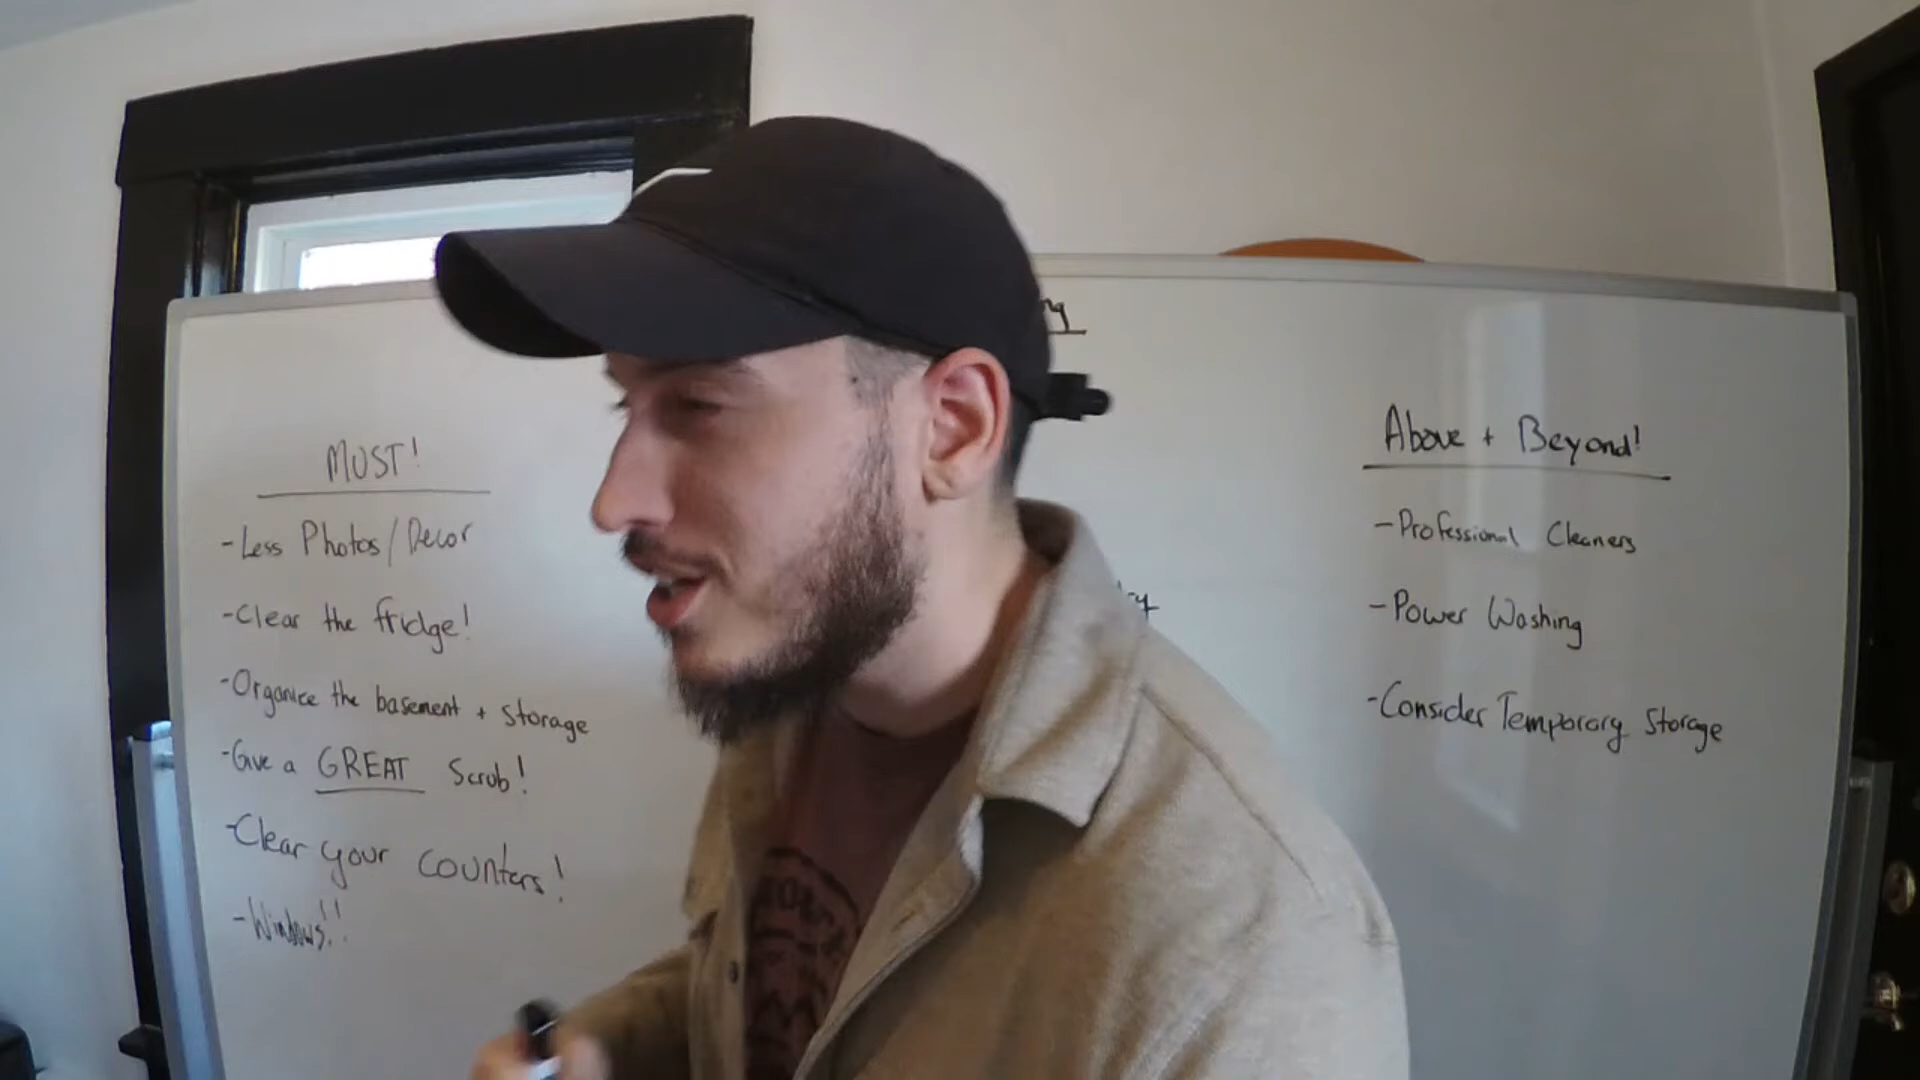 MUST!
-Less Photos/Decor
-Clear the fridge!
-Organize the basement + storage
-Give a GREAT Scrub!
-Clear your counters!
-Windows!!
Above + Beyond!
-Professional Cleaners
-Power Washing
-Consider Temporary Storage